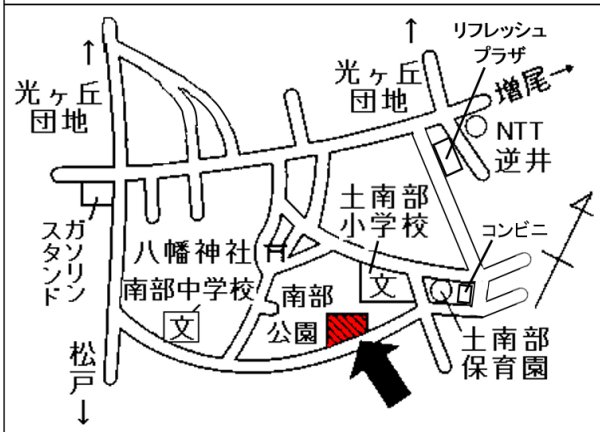 リフレッシュ
プラザ
光ヶ丘
団地
光ヶ丘
団地
増尾
NTT
逆井
ガソリン
スタンド
土南部
小学校
コンビニ
八幡神社
南部中学校
文
文
南部
公園
土南部
保育園
松戸